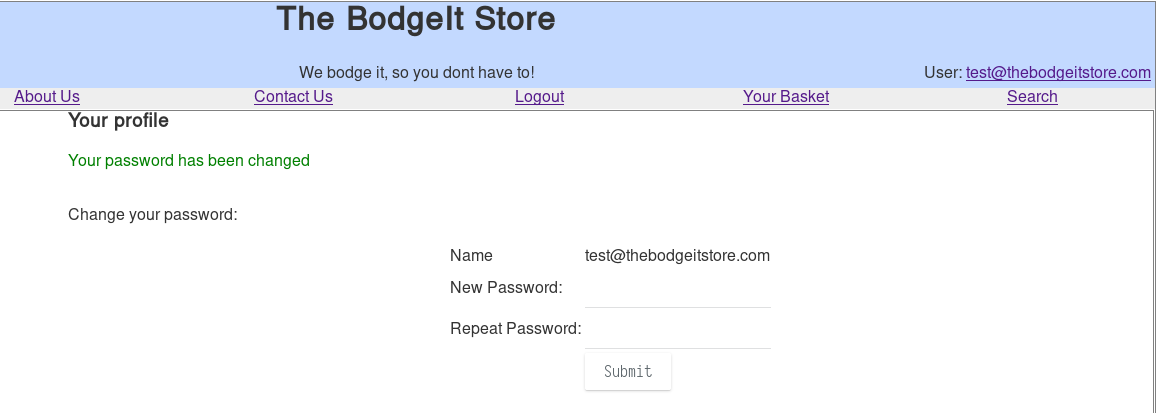 The BodgeIt Store
We bodge it, so you dont have to! User: test@thebodgeitstore.com
About Us Contact Us Logout Your Basket Search
Your profile
Your password has been changed
Change your password:
Name test@thebodgeitstore.com
New Password:
Repeat Password:
Submit